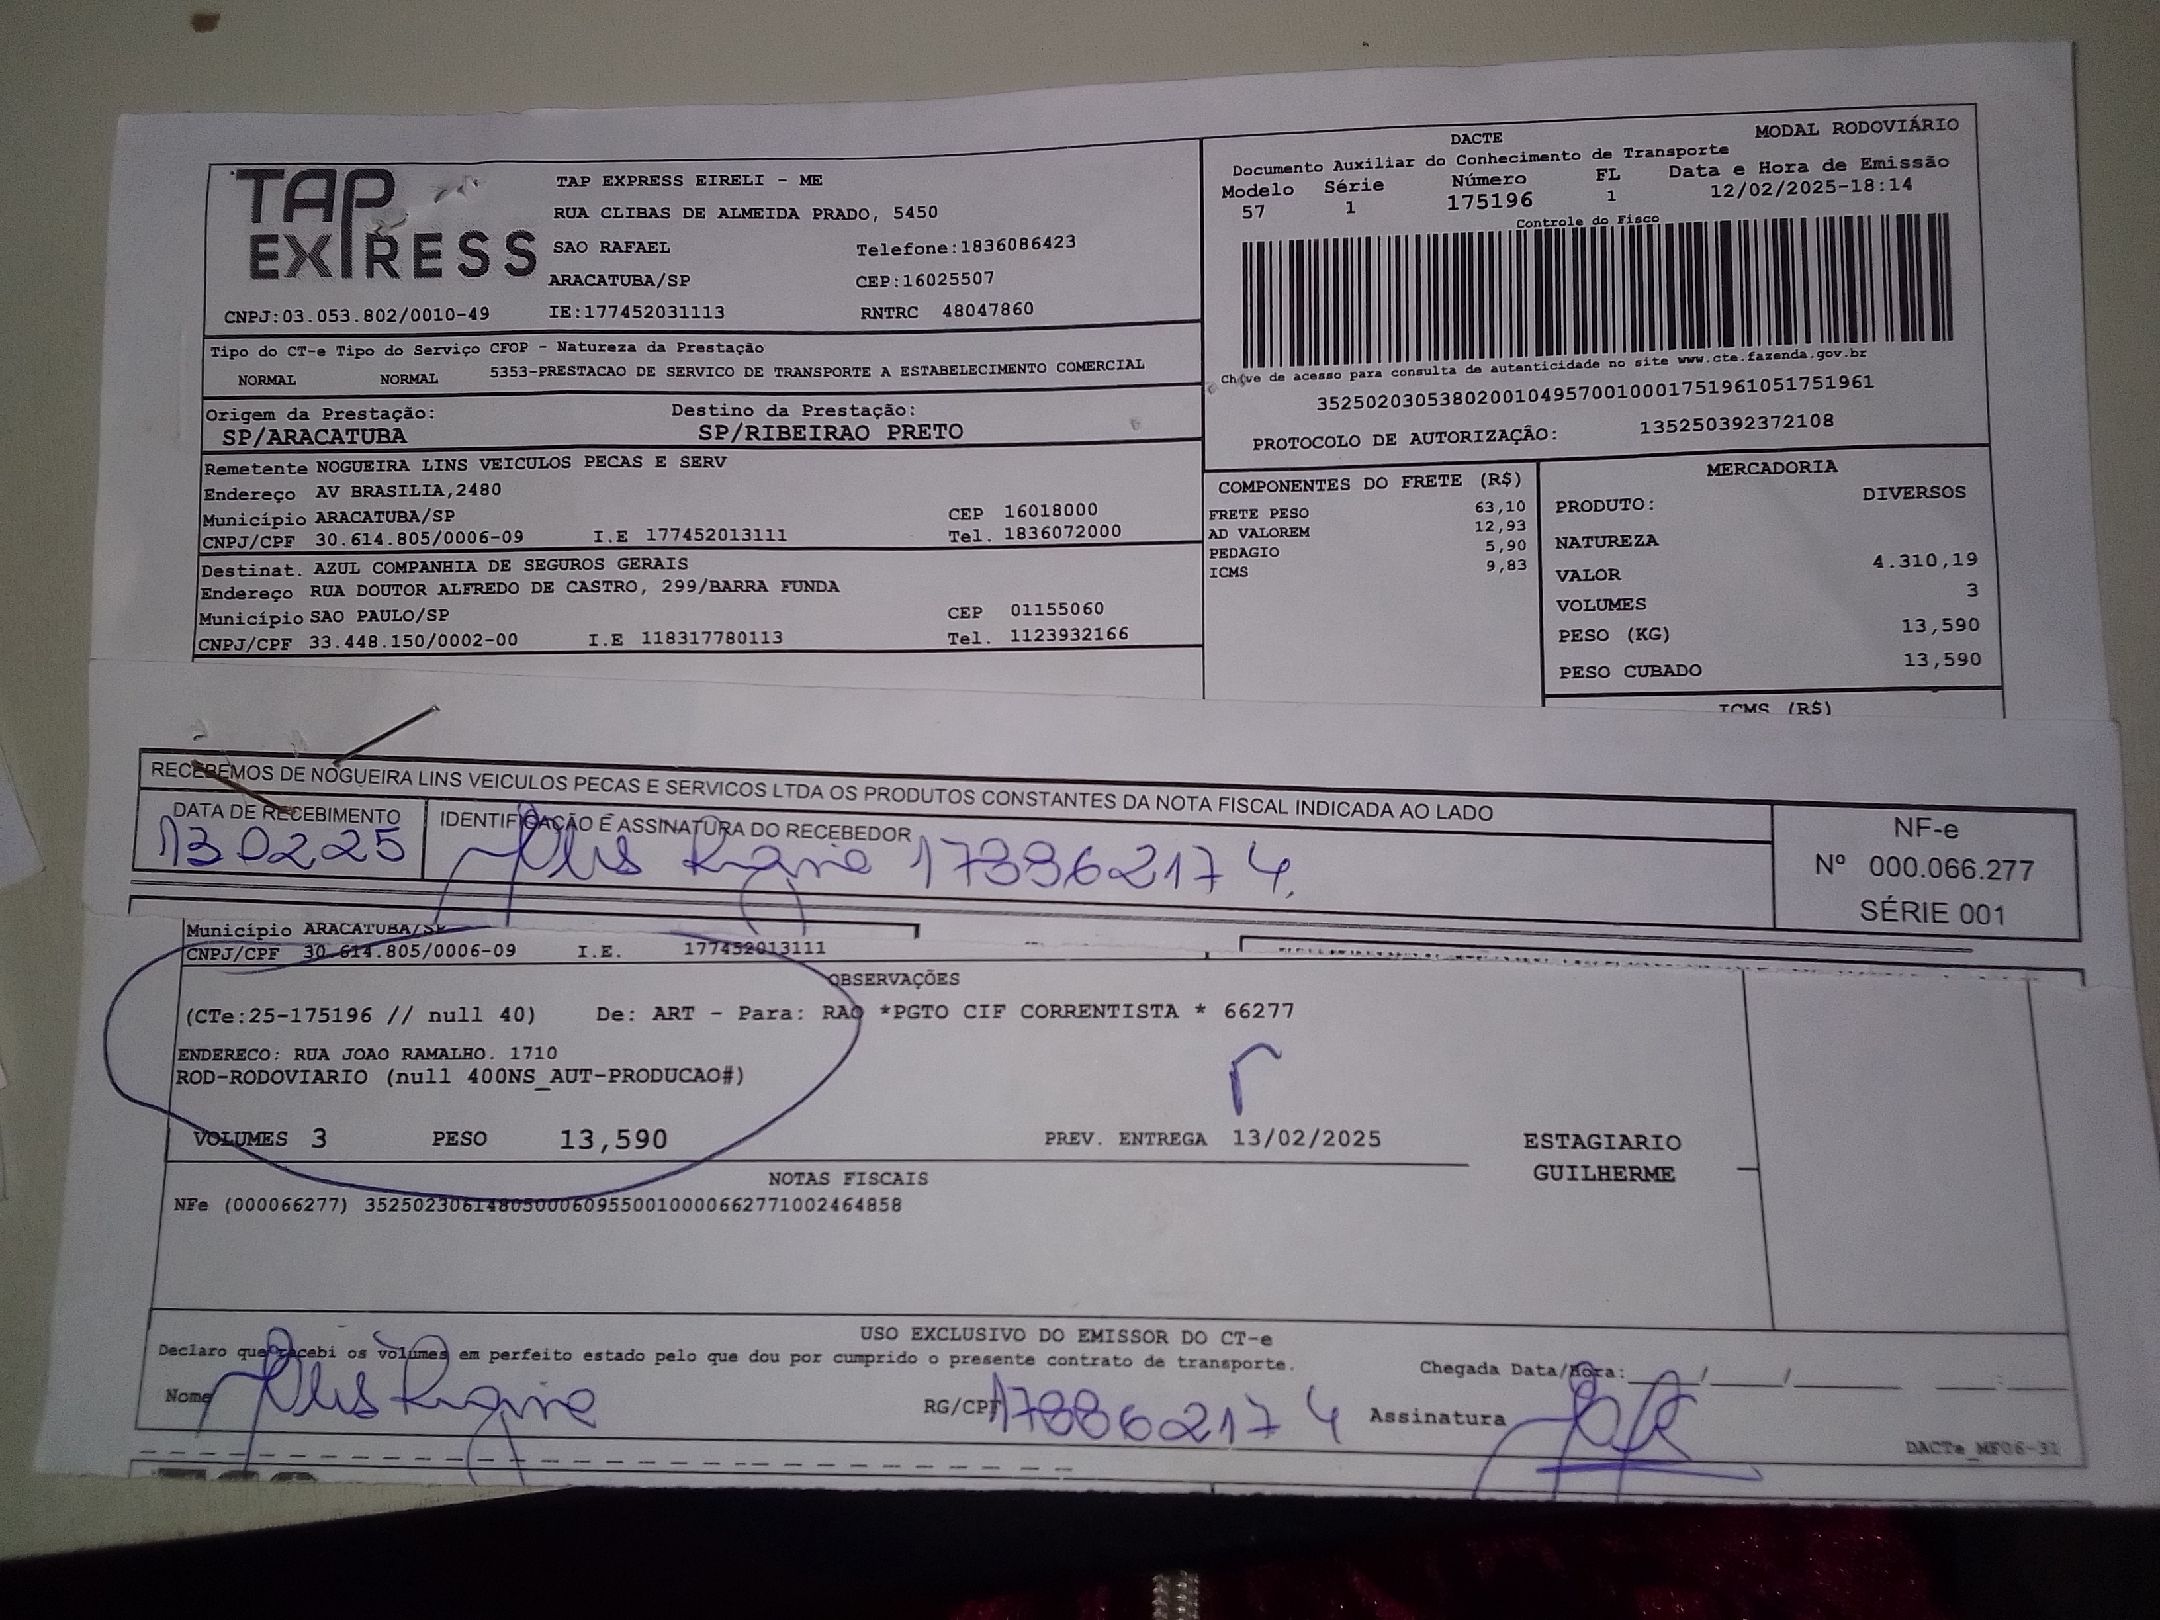 TAP EXPRESS
TAP EXPRESS EIRELI - ME
RUA CLIBAS DE ALMEIDA PRADO, 5450
SAO RAFAEL Telefone:1836086423
ARACATUBA/SP CEP:16025507
CNPJ:03.053.802/0010-49 IE:177452031113 RNTRC 48047860
DACTE MODAL RODOVIÁRIO
Documento Auxiliar do Conhecimento de Transporte
Modelo Série Número FL Data e Hora de Emissão
57 1 175196 1 12/02/2025-18:14
Controle do Fisco
Chave de acesso para consulta de autenticidade no site www.cte.fazenda.gov.br
35250203053802001049570010001751961051751961
PROTOCOLO DE AUTORIZAÇÃO: 135250392372108
Tipo do CT-e Tipo do Serviço CFOP - Natureza da Prestação
NORMAL NORMAL 5353-PRESTACAO DE SERVICO DE TRANSPORTE A ESTABELECIMENTO COMERCIAL
Origem da Prestação: Destino da Prestação:
SP/ARACATUBA SP/RIBEIRAO PRETO
Remetente NOGUEIRA LINS VEICULOS PECAS E SERV
Endereço AV BRASILIA,2480
Município ARACATUBA/SP CEP 16018000
CNPJ/CPF 30.614.805/0006-09 I.E 177452013111 Tel. 1836072000
Destinat. AZUL COMPANHIA DE SEGUROS GERAIS
Endereço RUA DOUTOR ALFREDO DE CASTRO, 299/BARRA FUNDA
Município SAO PAULO/SP CEP 01155060
CNPJ/CPF 33.448.150/0002-00 I.E 118317780113 Tel. 1123932166
COMPONENTES DO FRETE (R$)
FRETE PESO 63,10
AD VALOREM 12,93
PEDAGIO 5,90
ICMS 9,83
MERCADORIA
PRODUTO: DIVERSOS
NATUREZA
VALOR 4.310,19
VOLUMES 3
PESO (KG) 13,590
PESO CUBADO 13,590
ICMS (R$)
RECEBEMOS DE NOGUEIRA LINS VEICULOS PECAS E SERVICOS LTDA OS PRODUTOS CONSTANTES DA NOTA FISCAL INDICADA AO LADO
DATA DE RECEBIMENTO IDENTIFICAÇÃO E ASSINATURA DO RECEBEDOR
13 02 25
NF-e
Nº 000.066.277
SÉRIE 001
Município ARACATUBA/SP
CNPJ/CPF 30.614.805/0006-09 I.E. 177452013111
OBSERVAÇÕES
(CTe:25-175196 // null 40) De: ART - Para: RAO *PGTO CIF CORRENTISTA * 66277
ENDERECO: RUA JOAO RAMALHO. 1710
ROD-RODOVIARIO (null 400NS_AUT-PRODUCAO#)
VOLUMES 3 PESO 13,590 PREV. ENTREGA 13/02/2025
ESTAGIARIO
GUILHERME
NOTAS FISCAIS
NFe (000066277) 35250230614805000609550010000662771002464858
USO EXCLUSIVO DO EMISSOR DO CT-e
Declaro que recebi os volumes em perfeito estado pelo que dou por cumprido o presente contrato de transporte.
Chegada Data/Hora:____/____/____ ____:____
Nome RG/CPF 178862174 Assinatura
DACTe_MF06-31